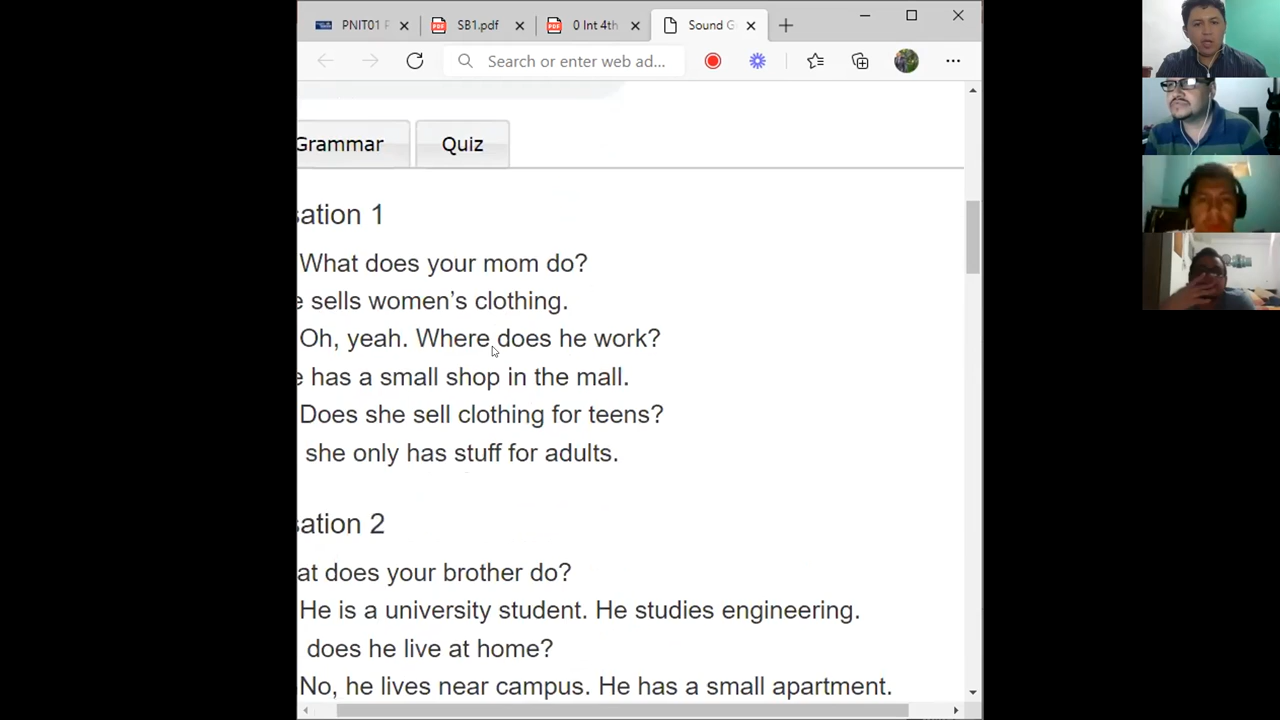 PNIT01 F
SB1.pdf
0 Int 4th
Sound G
Search or enter web ad...
Grammar
Quiz
sation 1
What does your mom do?
e sells women's clothing.
Oh, yeah. Where does he work?
e has a small shop in the mall.
Does she sell clothing for teens?
she only has stuff for adults.
sation 2
at does your brother do?
He is a university student. He studies engineering.
does he live at home?
No, he lives near campus. He has a small apartment.